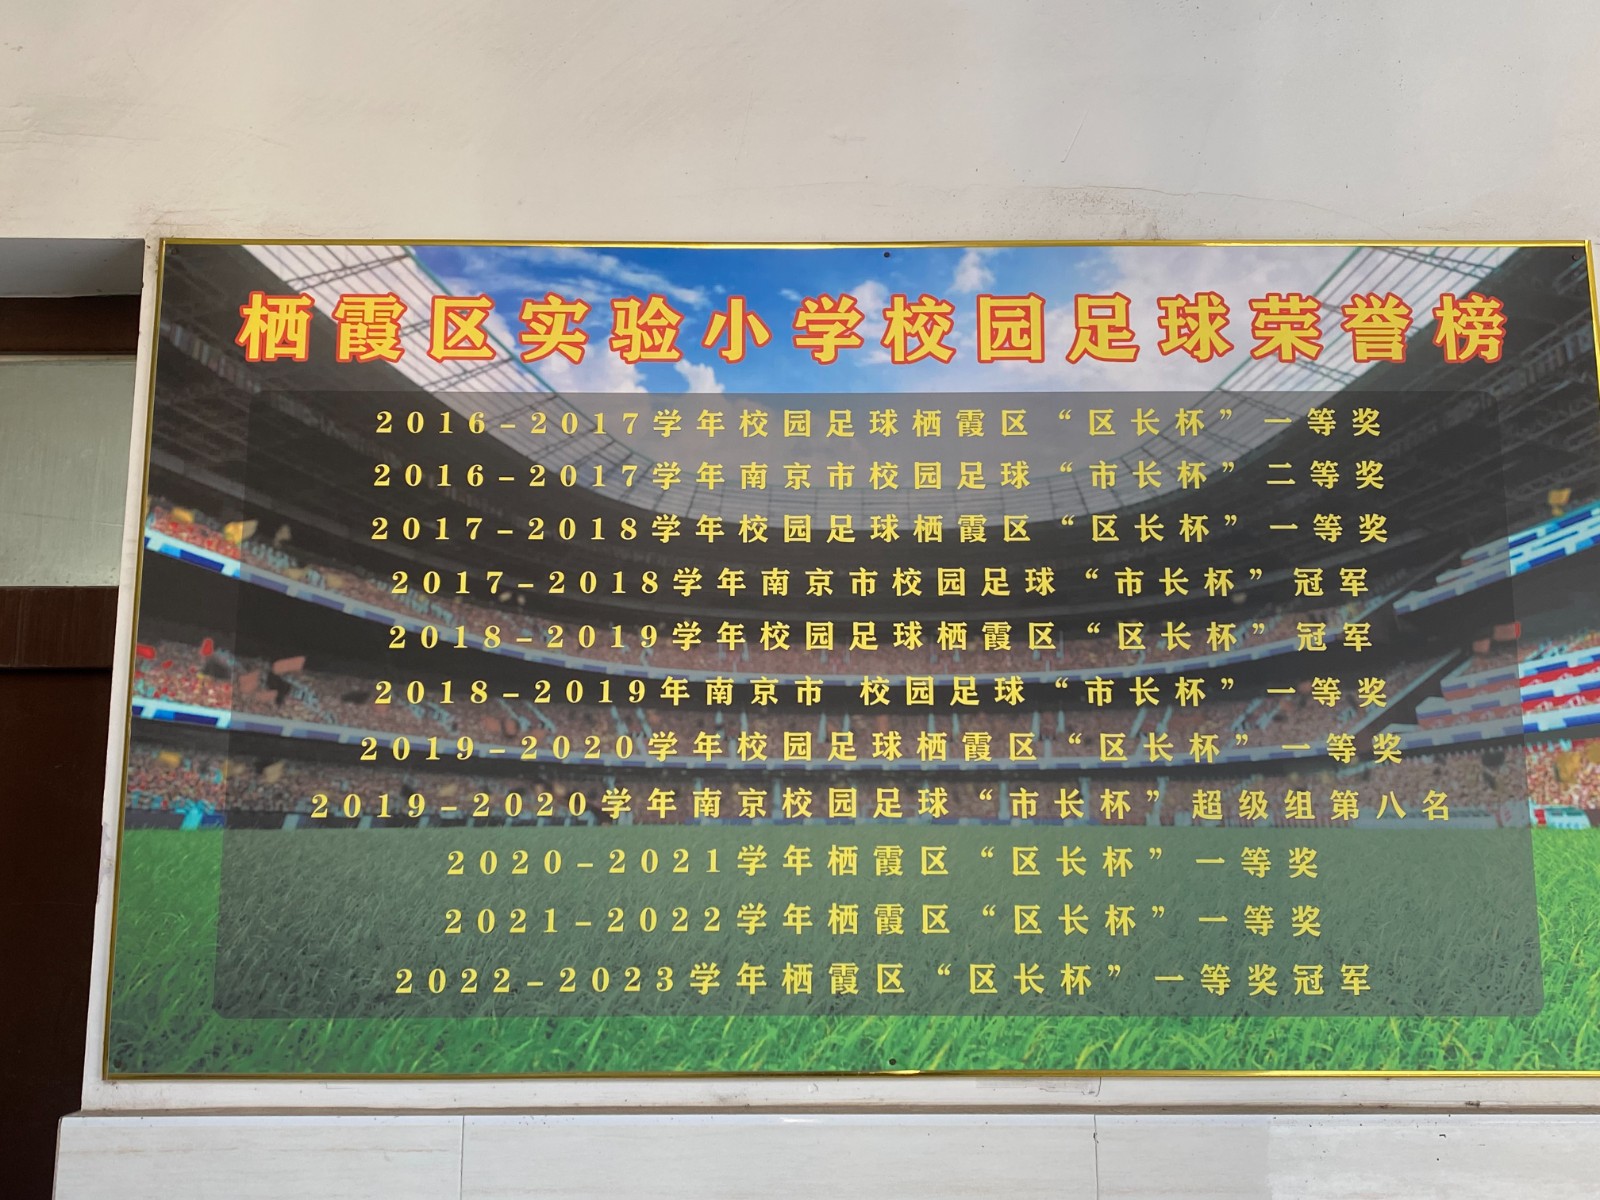 栖霞区实验小学校园足球荣誉榜
2016-2017学年校园足球栖霞区“区长杯”一等奖
2016-2017学年南京市校园足球“市长杯”二等奖
2017-2018学年校园足球栖霞区“区长杯”一等奖
2017-2018学年南京市校园足球“市长杯”冠军
2018-2019学年校园足球栖霞区“区长杯”冠军
2018-2019年南京市 校园足球“市长杯”一等奖
2019-2020学年校园足球栖霞区“区长杯”一等奖
2019-2020学年南京校园足球“市长杯”超级组第八名
2020-2021学年栖霞区“区长杯”一等奖
2021-2022学年栖霞区“区长杯”一等奖
2022-2023学年栖霞区“区长杯”一等奖冠军